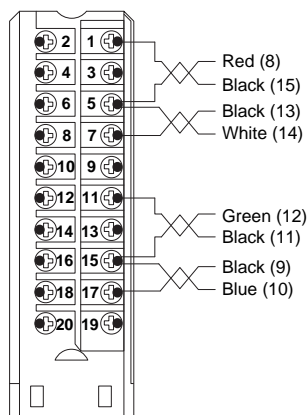 2 1
Red (8)
4 3
Black (15)
6 5
Black (13)
8 7
White (14)
10 9
12 11
Green (12)
14 13
Black (11)
16 15
Black (9)
18 17
Blue (10)
20 19